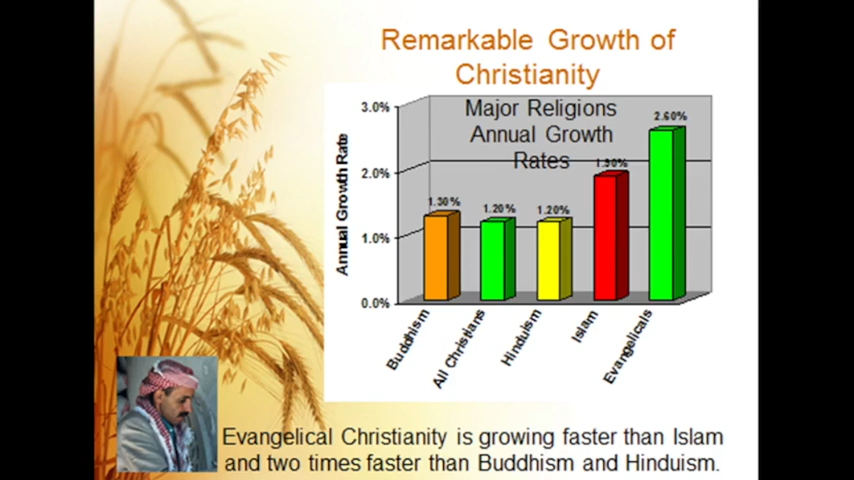 Remarkable Growth of
Christianity
Major Religions
Annual Growth
Rates
Annual Growth Rate
3.0%
2.0%
1.0%
0.0%
1.30%
1.20%
1.20%
1.90%
2.60%
Buddhism
All Christians
Hinduism
Islam
Evangelicals
Evangelical Christianity is growing faster than Islam
and two times faster than Buddhism and Hinduism.